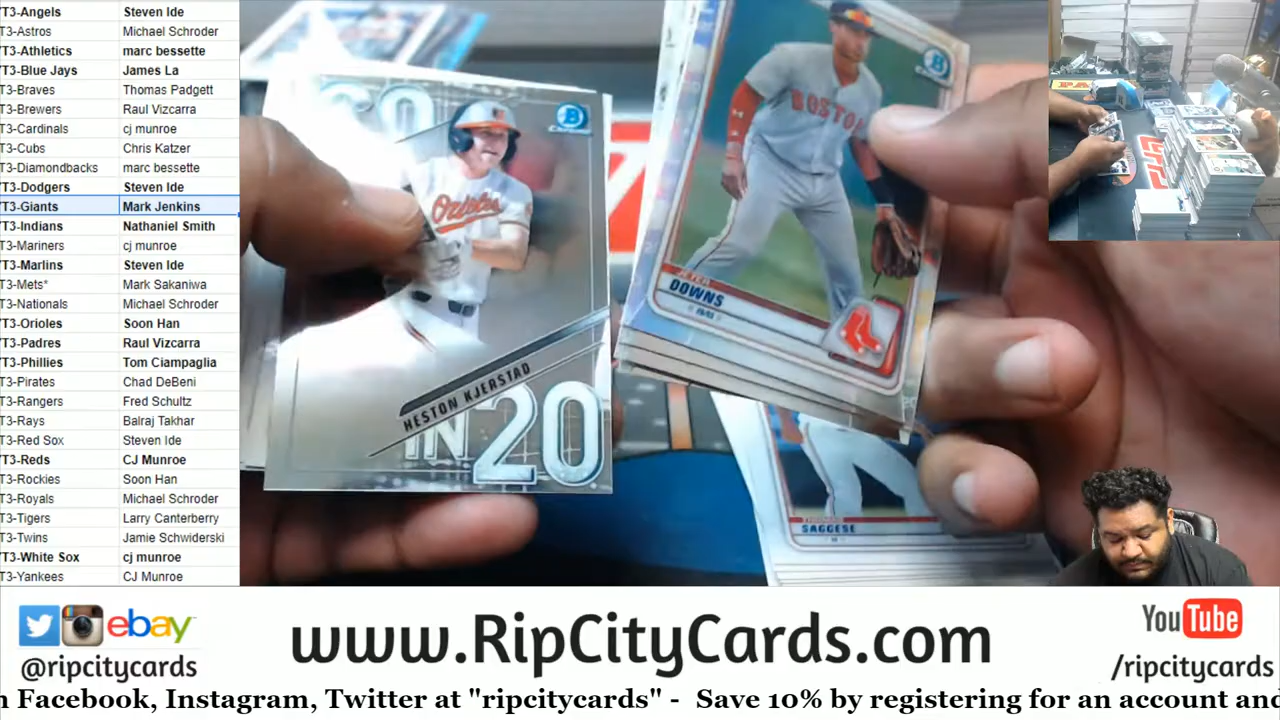 T3-Angels Steven Ide
T3-Astros Michael Schroder
T3-Athletics marc bessette
T3-Blue Jays James La
T3-Braves Thomas Padgett
T3-Brewers Raul Vizcarra
T3-Cardinals cj munroe
T3-Cubs Chris Katzer
T3-Diamondbacks marc bessette
T3-Dodgers Steven Ide
T3-Giants Mark Jenkins
T3-Indians Nathaniel Smith
T3-Mariners cj munroe
T3-Marlins Steven Ide
T3-Mets* Mark Sakaniwa
T3-Nationals Michael Schroder
T3-Orioles Soon Han
T3-Padres Raul Vizcarra
T3-Phillies Tom Ciampaglia
T3-Pirates Chad DeBeni
T3-Rangers Fred Schultz
T3-Rays Balraj Takhar
T3-Red Sox Steven Ide
T3-Reds CJ Munroe
T3-Rockies Soon Han
T3-Royals Michael Schroder
T3-Tigers Larry Canterberry
T3-Twins Jamie Schwiderski
T3-White Sox cj munroe
T3-Yankees CJ Munroe
20
B
Orioles
HESTON KJERSTAD
IN 20
B
BOSTON
JETER
DOWNS
SAGGESE
ebay
@ripcitycards
www.RipCityCards.com
YouTube
/ripcitycards
n Facebook, Instagram, Twitter at "ripcitycards" - Save 10% by registering for an account and